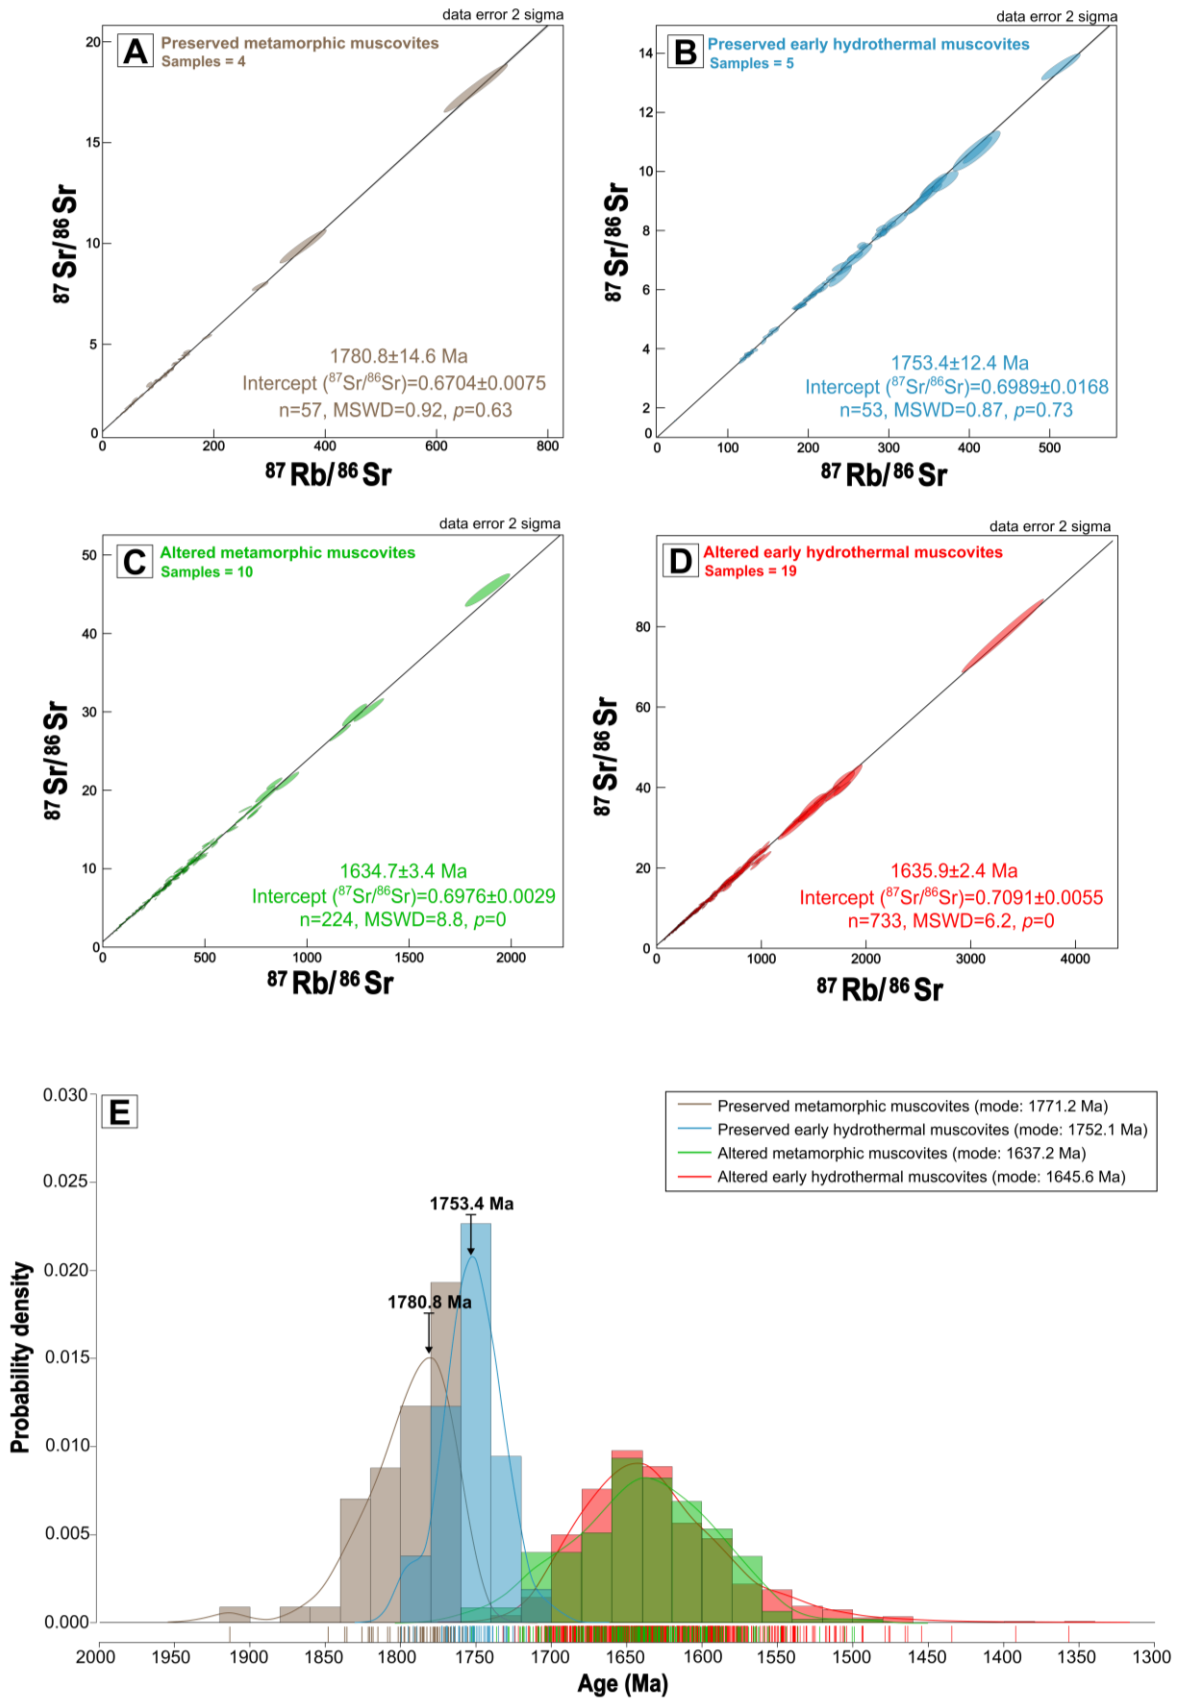 data error 2 sigma
A Preserved metamorphic muscovites
Samples = 4
20
15
10
5
0
⁸⁷Sr/⁸⁶Sr
1780.8±14.6 Ma
Intercept (⁸⁷Sr/⁸⁶Sr)=0.6704±0.0075
n=57, MSWD=0.92, p=0.63
0 200 400 600 800
⁸⁷Rb/⁸⁶Sr
data error 2 sigma
B Preserved early hydrothermal muscovites
Samples = 5
14
12
10
8
6
4
2
0
⁸⁷Sr/⁸⁶Sr
1753.4±12.4 Ma
Intercept (⁸⁷Sr/⁸⁶Sr)=0.6989±0.0168
n=53, MSWD=0.87, p=0.73
0 100 200 300 400 500
⁸⁷Rb/⁸⁶Sr
data error 2 sigma
C Altered metamorphic muscovites
Samples = 10
50
40
30
20
10
0
⁸⁷Sr/⁸⁶Sr
1634.7±3.4 Ma
Intercept (⁸⁷Sr/⁸⁶Sr)=0.6976±0.0029
n=224, MSWD=8.8, p=0
0 500 1000 1500 2000
⁸⁷Rb/⁸⁶Sr
data error 2 sigma
D Altered early hydrothermal muscovites
Samples = 19
80
60
40
20
0
⁸⁷Sr/⁸⁶Sr
1635.9±2.4 Ma
Intercept (⁸⁷Sr/⁸⁶Sr)=0.7091±0.0055
n=733, MSWD=6.2, p=0
0 1000 2000 3000 4000
⁸⁷Rb/⁸⁶Sr
E
Preserved metamorphic muscovites (mode: 1771.2 Ma)
Preserved early hydrothermal muscovites (mode: 1752.1 Ma)
Altered metamorphic muscovites (mode: 1637.2 Ma)
Altered early hydrothermal muscovites (mode: 1645.6 Ma)
0.030
0.025
0.020
0.015
0.010
0.005
0.000
Probability density
1753.4 Ma
1780.8 Ma
2000 1950 1900 1850 1800 1750 1700 1650 1600 1550 1500 1450 1400 1350 1300
Age (Ma)